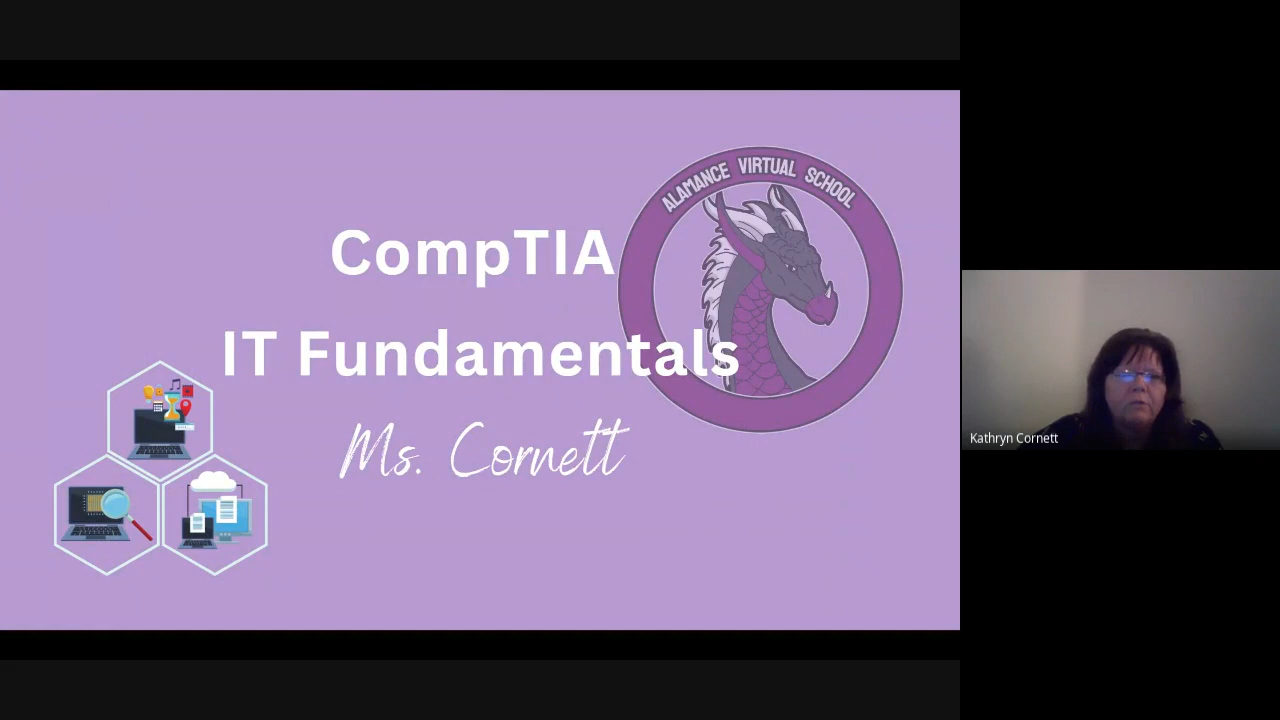 ALAMANCE VIRTUAL SCHOOL
CompTIA
IT Fundamentals
Ms. Cornett
Kathryn Cornett